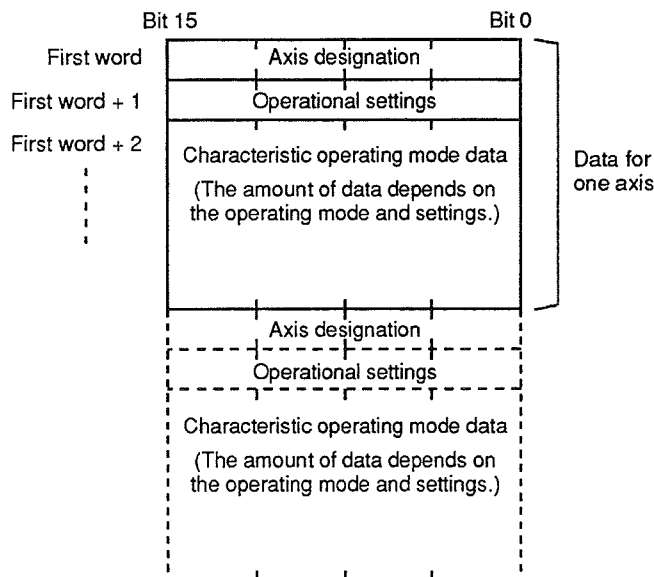 Bit 15 Bit 0
First word Axis designation
First word + 1 Operational settings
First word + 2
Characteristic operating mode data
(The amount of data depends on
the operating mode and settings.)
Data for
one axis
Axis designation
Operational settings
Characteristic operating mode data
(The amount of data depends on
the operating mode and settings.)